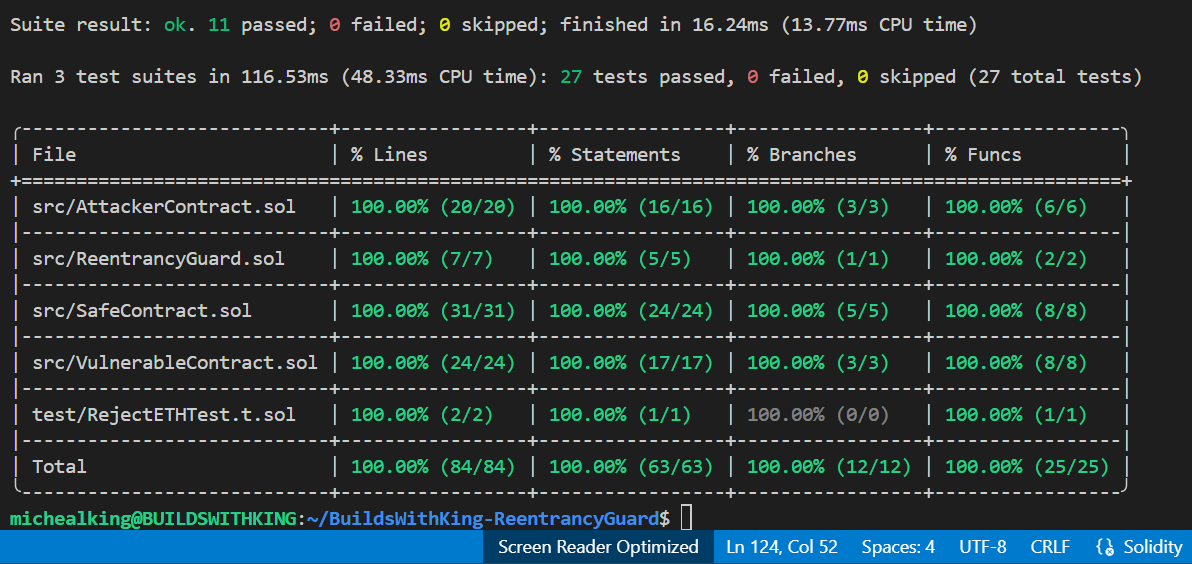 Suite result: ok. 11 passed; 0 failed; 0 skipped; finished in 16.24ms (13.77ms CPU time)
Ran 3 test suites in 116.53ms (48.33ms CPU time): 27 tests passed, 0 failed, 0 skipped (27 total tests)
| File | % Lines | % Statements | % Branches | % Funcs |
| src/AttackerContract.sol | 100.00% (20/20) | 100.00% (16/16) | 100.00% (3/3) | 100.00% (6/6) |
| src/ReentrancyGuard.sol | 100.00% (7/7) | 100.00% (5/5) | 100.00% (1/1) | 100.00% (2/2) |
| src/SafeContract.sol | 100.00% (31/31) | 100.00% (24/24) | 100.00% (5/5) | 100.00% (8/8) |
| src/VulnerableContract.sol | 100.00% (24/24) | 100.00% (17/17) | 100.00% (3/3) | 100.00% (8/8) |
| test/RejectETHTest.t.sol | 100.00% (2/2) | 100.00% (1/1) | 100.00% (0/0) | 100.00% (1/1) |
| Total | 100.00% (84/84) | 100.00% (63/63) | 100.00% (12/12) | 100.00% (25/25) |
michealking@BUILDSWITHKING:~/BuildsWithKing-ReentrancyGuard$
Screen Reader Optimized Ln 124, Col 52 Spaces: 4 UTF-8 CRLF Solidity